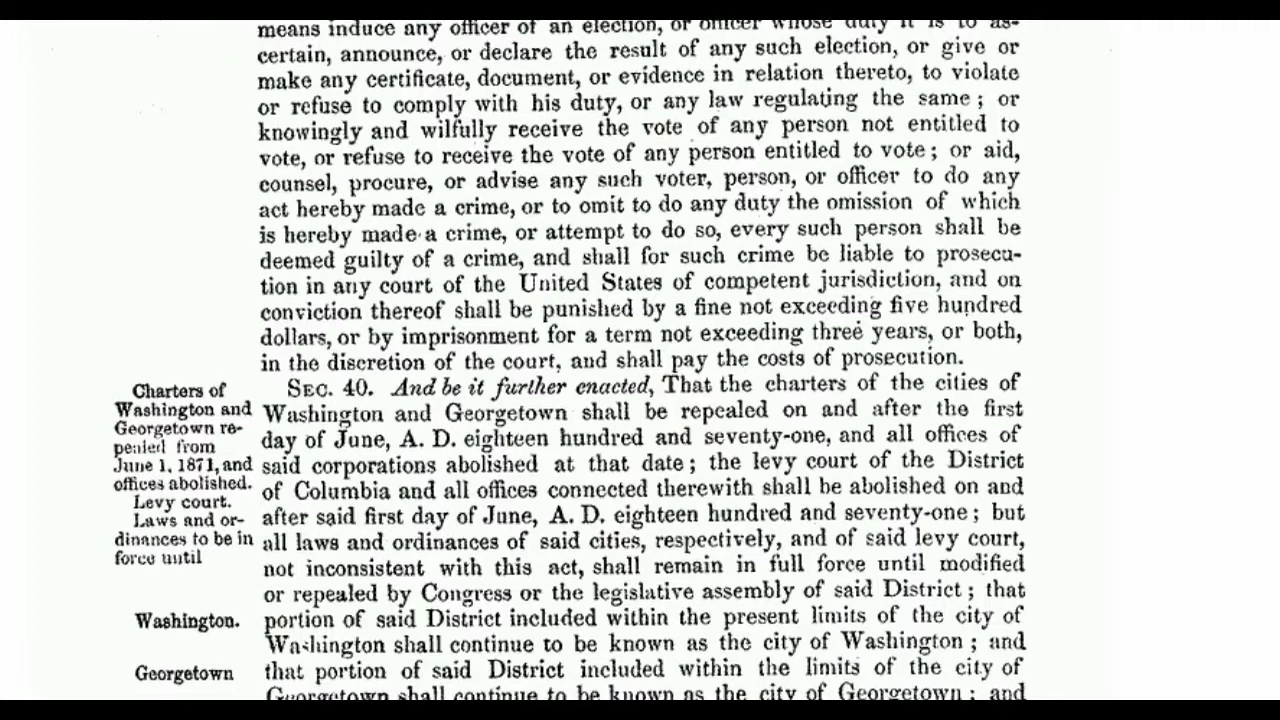 means induce any officer of an election, or officer whose duty it is to as-
certain, announce, or declare the result of any such election, or give or
make any certificate, document, or evidence in relation thereto, to violate
or refuse to comply with his duty, or any law regulating the same ; or
knowingly and wilfully receive the vote of any person not entitled to
vote, or refuse to receive the vote of any person entitled to vote ; or aid,
counsel, procure, or advise any such voter, person, or officer to do any
act hereby made a crime, or to omit to do any duty the omission of which
is hereby made a crime, or attempt to do so, every such person shall be
deemed guilty of a crime, and shall for such crime be liable to prosecu-
tion in any court of the United States of competent jurisdiction, and on
conviction thereof shall be punished by a fine not exceeding five hundred
dollars, or by imprisonment for a term not exceeding three years, or both,
in the discretion of the court, and shall pay the costs of prosecution.
SEC. 40. And be it further enacted, That the charters of the cities of
Washington and Georgetown shall be repealed on and after the first
day of June, A. D. eighteen hundred and seventy-one, and all offices of
said corporations abolished at that date ; the levy court of the District
of Columbia and all offices connected therewith shall be abolished on and
after said first day of June, A. D. eighteen hundred and seventy-one ; but
all laws and ordinances of said cities, respectively, and of said levy court,
not inconsistent with this act, shall remain in full force until modified
or repealed by Congress or the legislative assembly of said District ; that
portion of said District included within the present limits of the city of
Washington shall continue to be known as the city of Washington ; and
that portion of said District included within the limits of the city of
Georgetown shall continue to be known as the city of Georgetown ; and
Charters of
Washington and
Georgetown re-
pealed from
June 1, 1871, and
offices abolished.
Levy court.
Laws and or-
dinances to be in
force until
Washington.
Georgetown